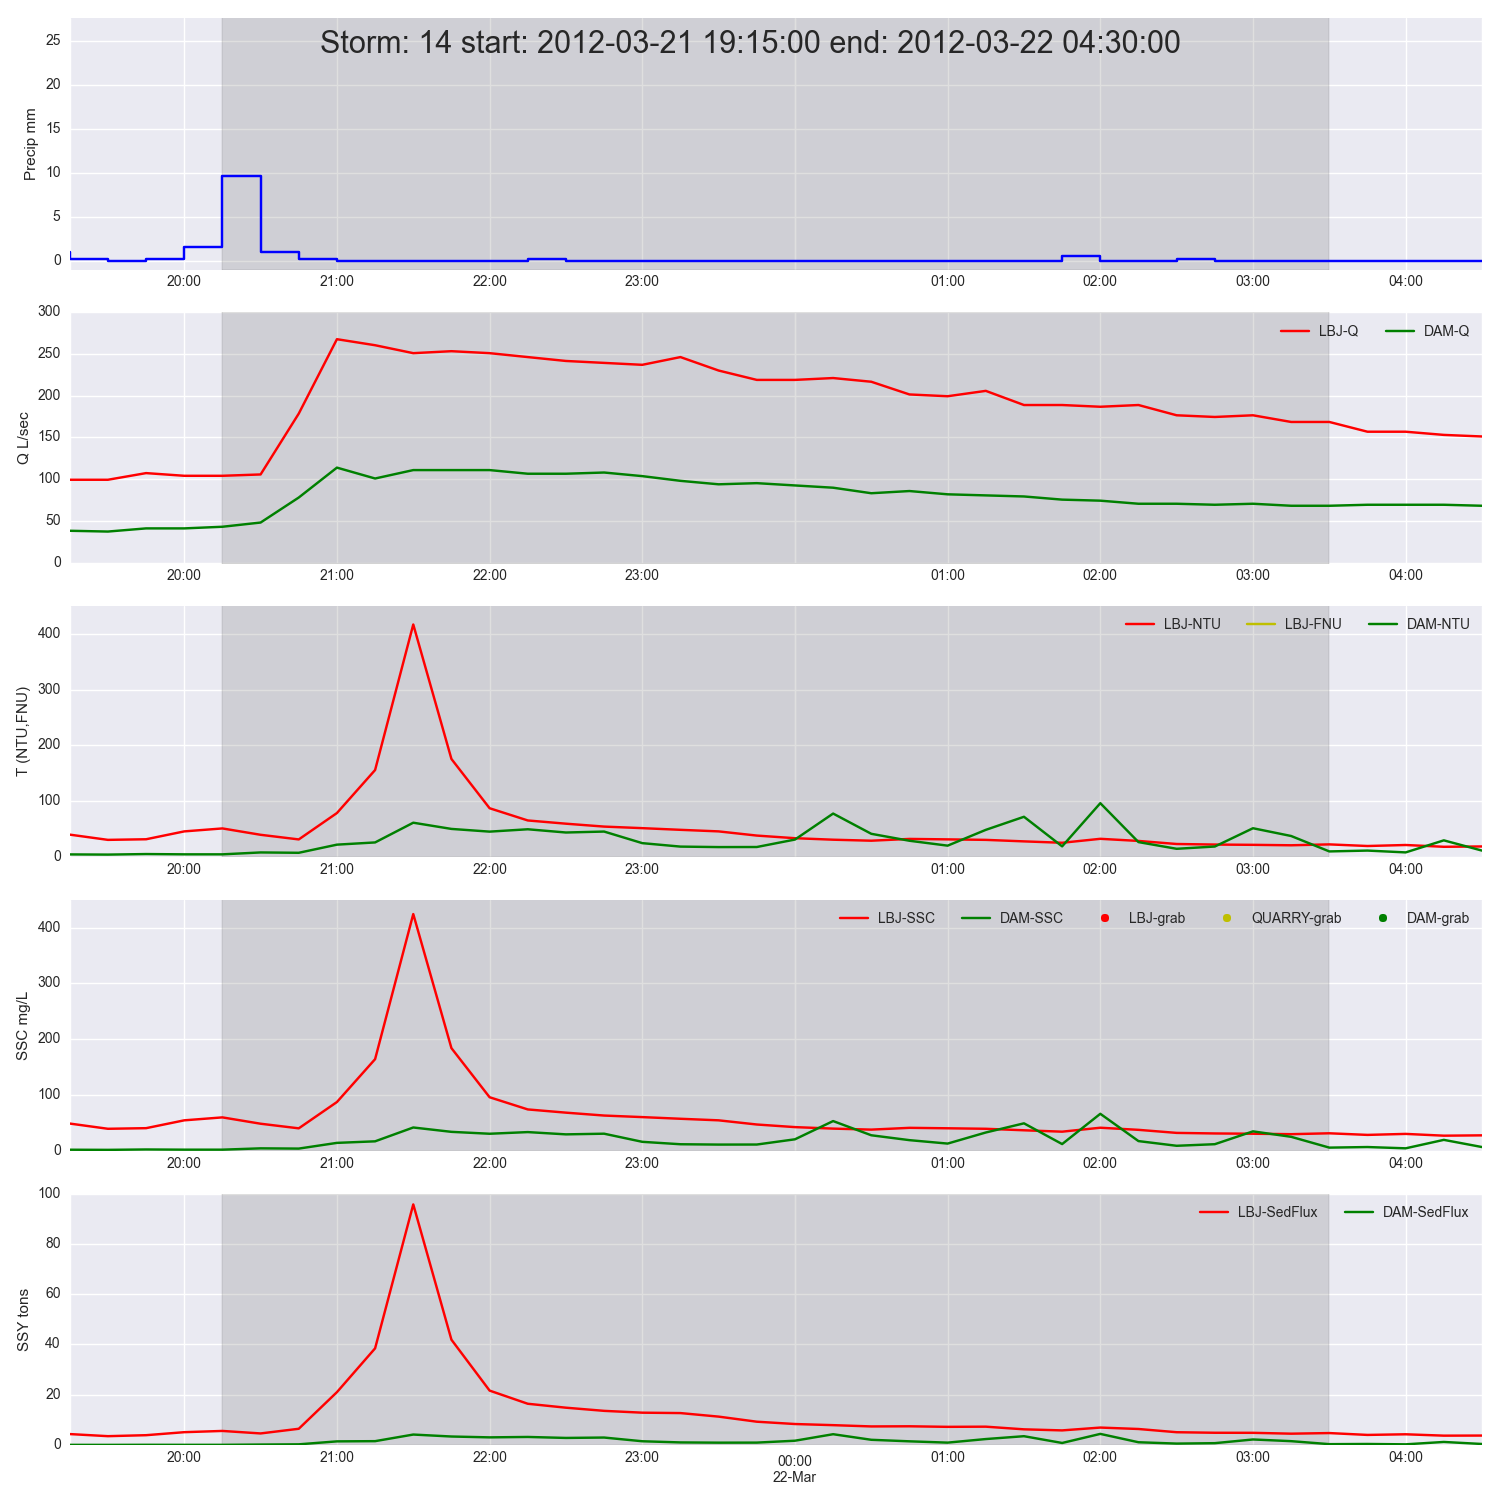 Storm: 14 start: 2012-03-21 19:15:00 end: 2012-03-22 04:30:00
Precip mm
25
20
15
10
5
0
20:00 21:00 22:00 23:00 01:00 02:00 03:00 04:00
LBJ-Q DAM-Q
Q L/sec
300
250
200
150
100
50
0
20:00 21:00 22:00 23:00 01:00 02:00 03:00 04:00
LBJ-NTU LBJ-FNU DAM-NTU
T (NTU,FNU)
400
300
200
100
0
20:00 21:00 22:00 23:00 01:00 02:00 03:00 04:00
LBJ-SSC DAM-SSC LBJ-grab QUARRY-grab DAM-grab
SSC mg/L
400
300
200
100
0
20:00 21:00 22:00 23:00 01:00 02:00 03:00 04:00
LBJ-SedFlux DAM-SedFlux
SSY tons
100
80
60
40
20
0
20:00 21:00 22:00 23:00 00:00 01:00 02:00 03:00 04:00
22-Mar